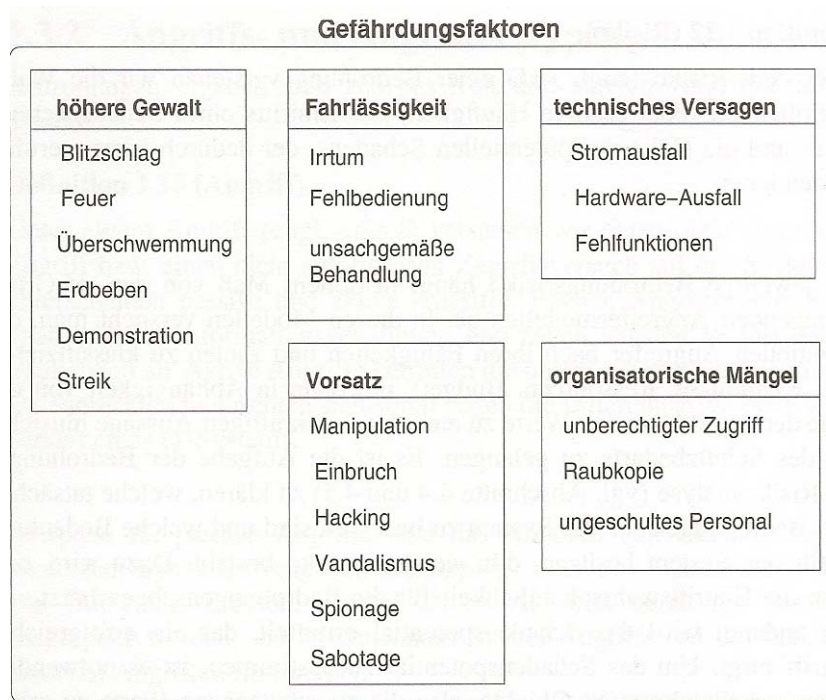 Gefährdungsfaktoren
höhere Gewalt
Blitzschlag
Feuer
Überschwemmung
Erdbeben
Demonstration
Streik
Fahrlässigkeit
Irrtum
Fehlbedienung
unsachgemäße
Behandlung
technisches Versagen
Stromausfall
Hardware–Ausfall
Fehlfunktionen
Vorsatz
Manipulation
Einbruch
Hacking
Vandalismus
Spionage
Sabotage
organisatorische Mängel
unberechtigter Zugriff
Raubkopie
ungeschultes Personal